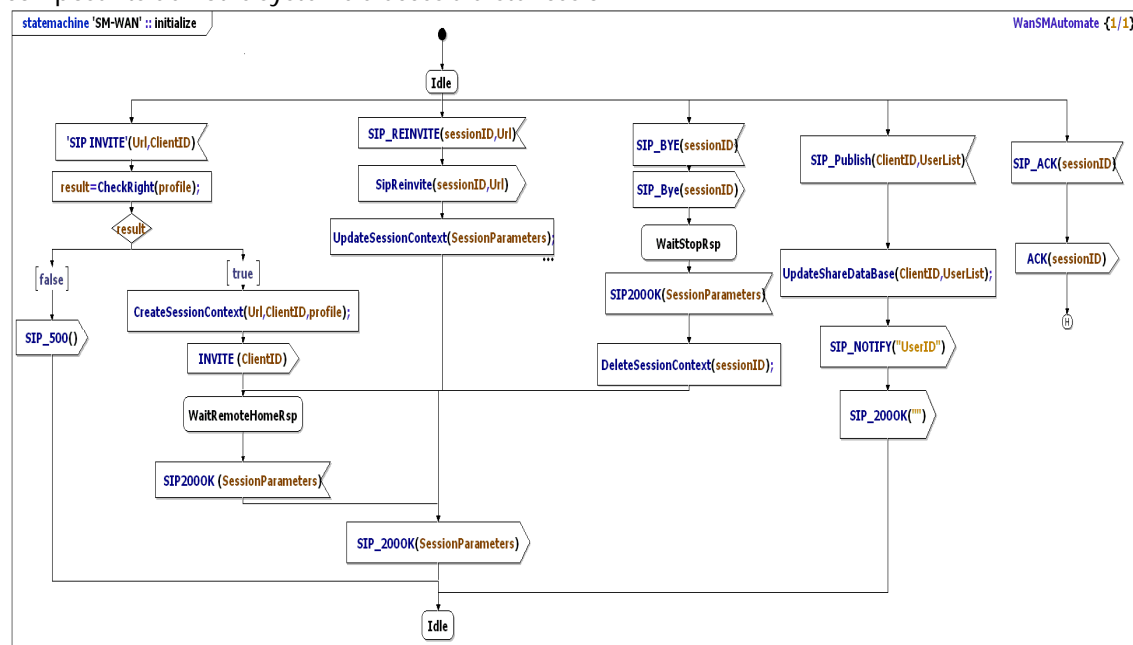 statemachine 'SM-WAN' :: initialize
WanSMAutomate {1/1}
Idle
'SIP INVITE'(Url,ClientID)
SIP_REINVITE(sessionID,Url)
SIP_BYE(sessionID)
SIP_Publish(ClientID,UserList)
SIP_ACK(sessionID)
result=CheckRight(profile);
SipReinvite(sessionID,Url)
SIP_Bye(sessionID)
result
UpdateSessionContext(SessionParameters);
...
WaitStopRsp
ACK(sessionID)
[false]
[true]
UpdateShareDataBase(ClientID,UserList);
SIP200OK(SessionParameters)
CreateSessionContext(Url,ClientID,profile);
H
SIP_500()
INVITE (ClientID)
DeleteSessionContext(sessionID);
SIP_NOTIFY("UserID")
WaitRemoteHomeRsp
SIP_200OK("")
SIP200OK (SessionParameters)
SIP_200OK(SessionParameters)
Idle